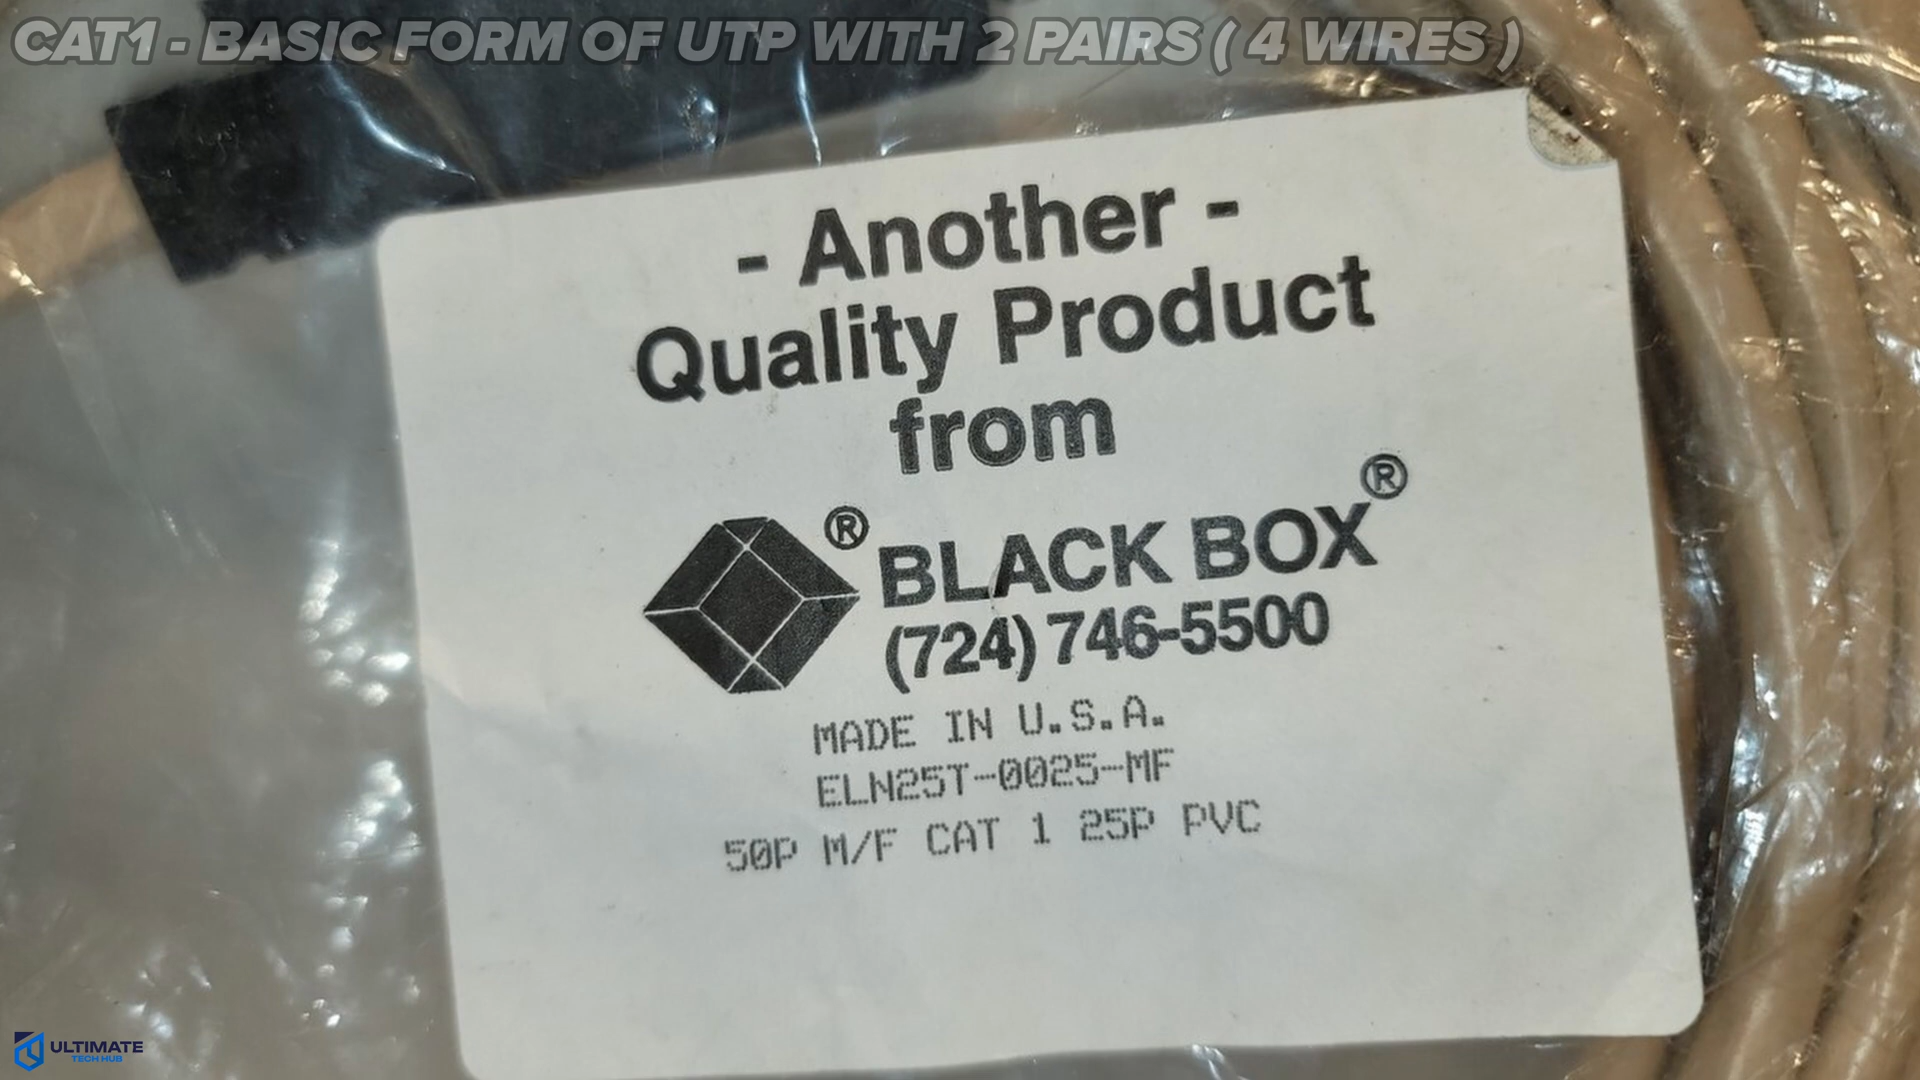 CAT1 - BASIC FORM OF UTP WITH 2 PAIRS ( 4 WIRES )
- Another -
Quality Product
from
® BLACK BOX ®
(724) 746-5500
MADE IN U.S.A.
ELN25T-0025-MF
50P M/F CAT 1 25P PVC
ULTIMATE
TECH HUB